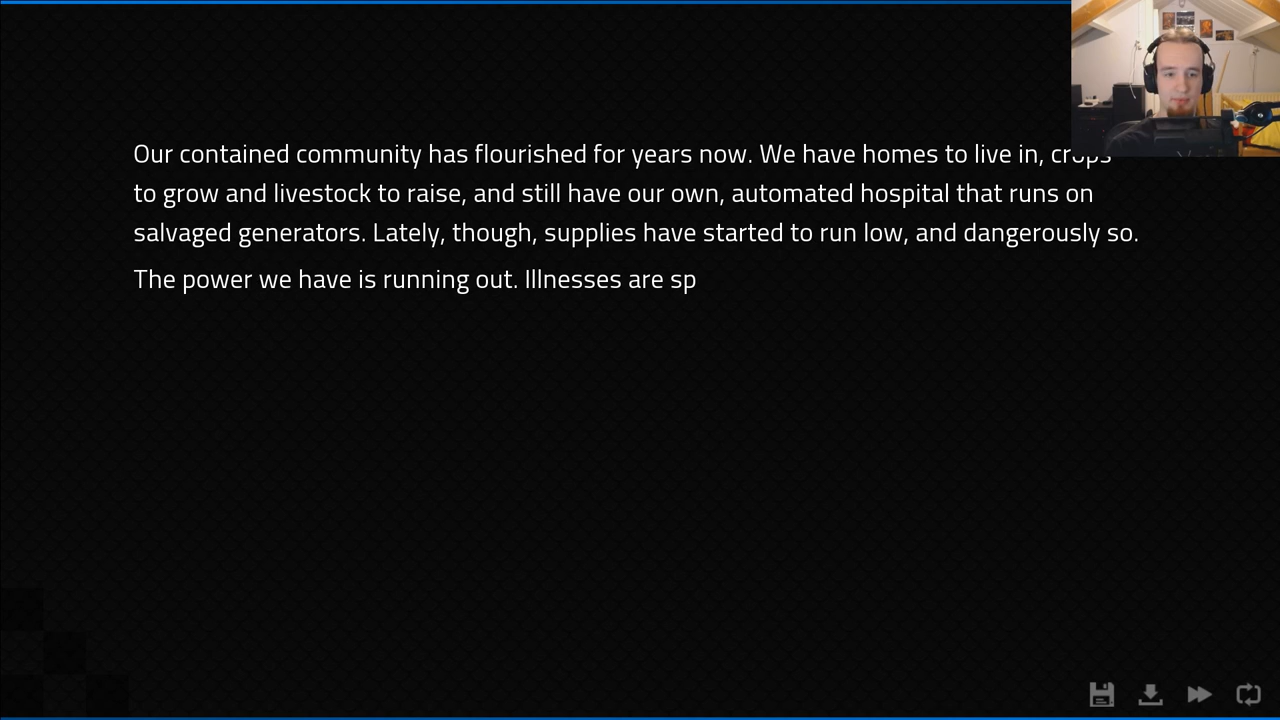 Our contained community has flourished for years now. We have homes to live in, crops
to grow and livestock to raise, and still have our own, automated hospital that runs on
salvaged generators. Lately, though, supplies have started to run low, and dangerously so.
The power we have is running out. Illnesses are sp